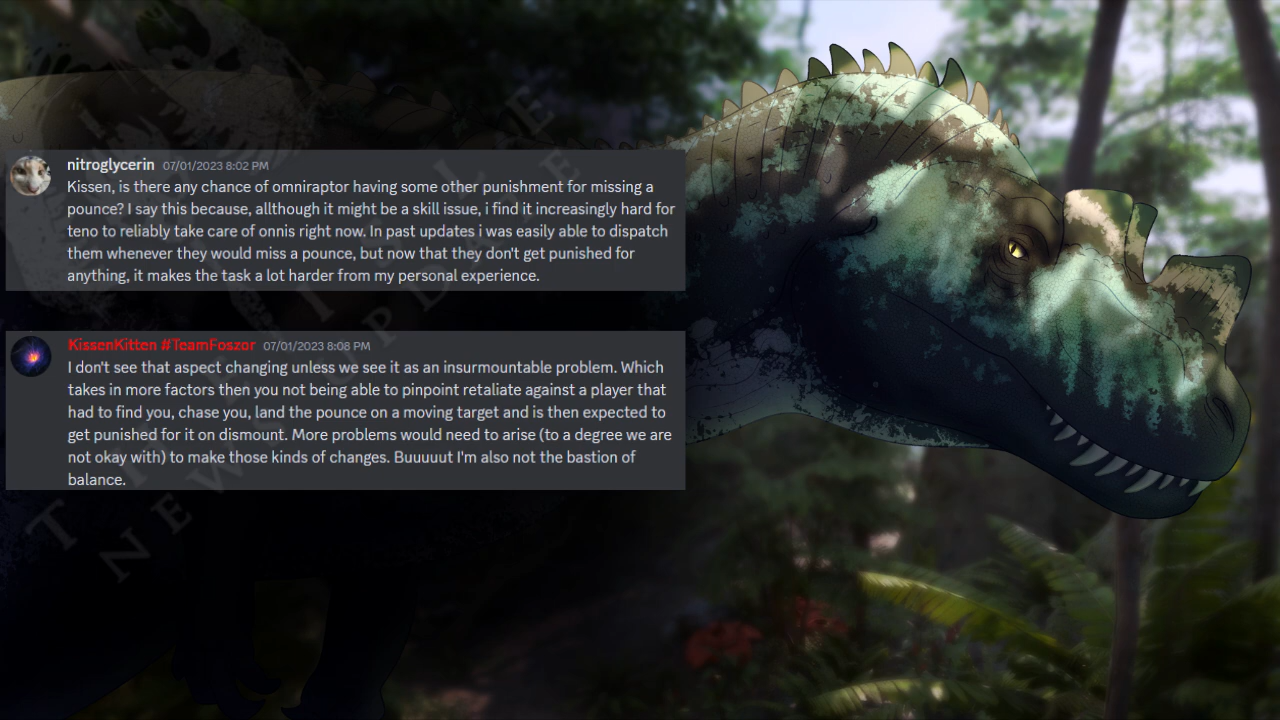 nitroglycerin 07/01/2023 8:02 PM
Kissen, is there any chance of omniraptor having some other punishment for missing a
pounce? I say this because, allthough it might be a skill issue, i find it increasingly hard for
teno to reliably take care of onnis right now. In past updates i was easily able to dispatch
them whenever they would miss a pounce, but now that they don't get punished for
anything, it makes the task a lot harder from my personal experience.
KissenKitten #TeamFoszor 07/01/2023 8:08 PM
I don't see that aspect changing unless we see it as an insurmountable problem. Which
takes in more factors then you not being able to pinpoint retaliate against a player that
had to find you, chase you, land the pounce on a moving target and is then expected to
get punished for it on dismount. More problems would need to arise (to a degree we are
not okay with) to make those kinds of changes. Buuuuut I'm also not the bastion of
balance.
THE ISLE
NEWS UPDATE